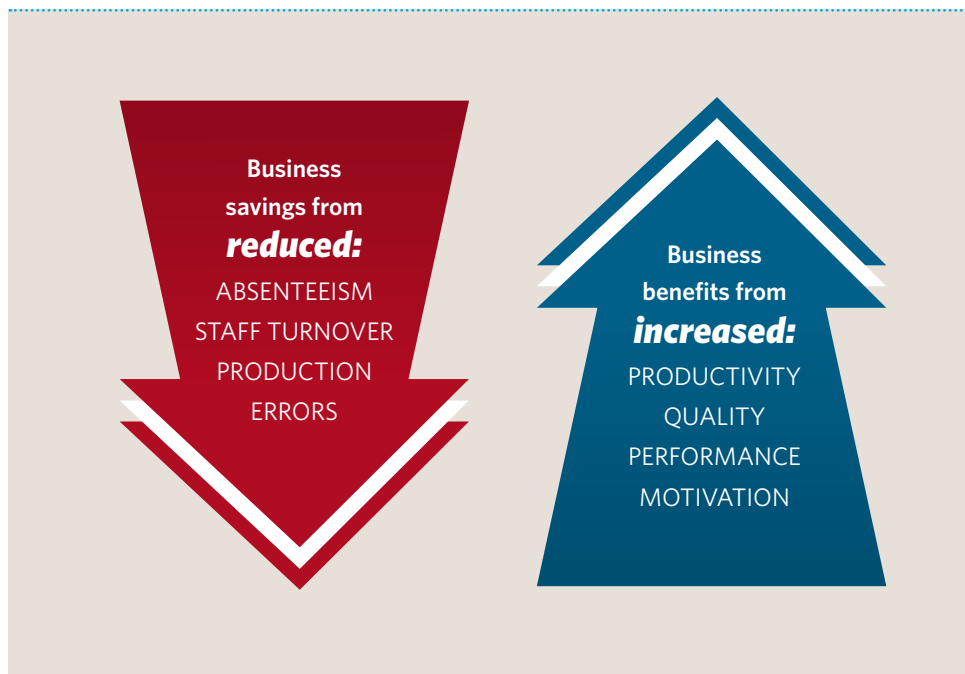 Business
savings from
reduced:
ABSENTEEISM
STAFF TURNOVER
PRODUCTION
ERRORS
Business
benefits from
increased:
PRODUCTIVITY
QUALITY
PERFORMANCE
MOTIVATION